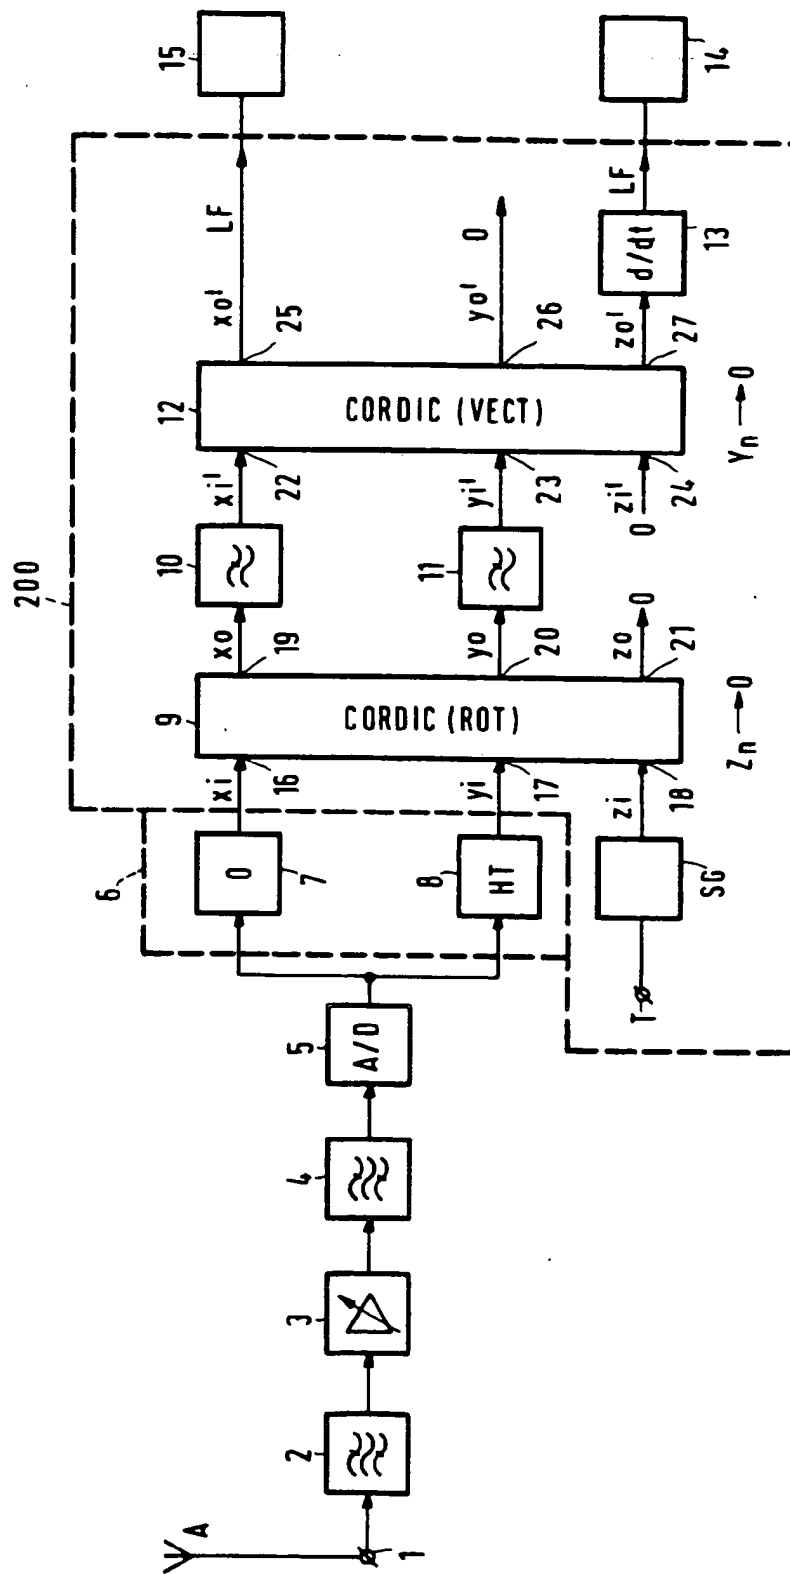 A
1
2
3
4
5
A/D
6
7
0
8
HT
T
SG
200
xi
yi
zi
16
17
18
9
CORDIC (ROT)
19
20
21
xo
yo
zo
0
Zn → 0
10
11
xi'
yi'
zi'
0
22
23
24
12
CORDIC (VECT)
25
26
27
xo'
LF
yo'
0
zo'
Yn → 0
d/dt
13
LF
15
14